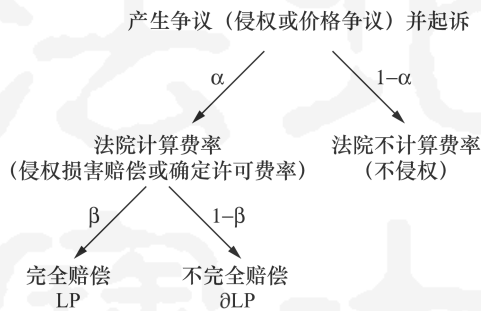 产生争议（侵权或价格争议）并起诉
α
1−α
法院计算费率
（侵权损害赔偿或确定许可费率）
法院不计算费率
（不侵权）
β
1−β
完全赔偿
LP
不完全赔偿
∂LP